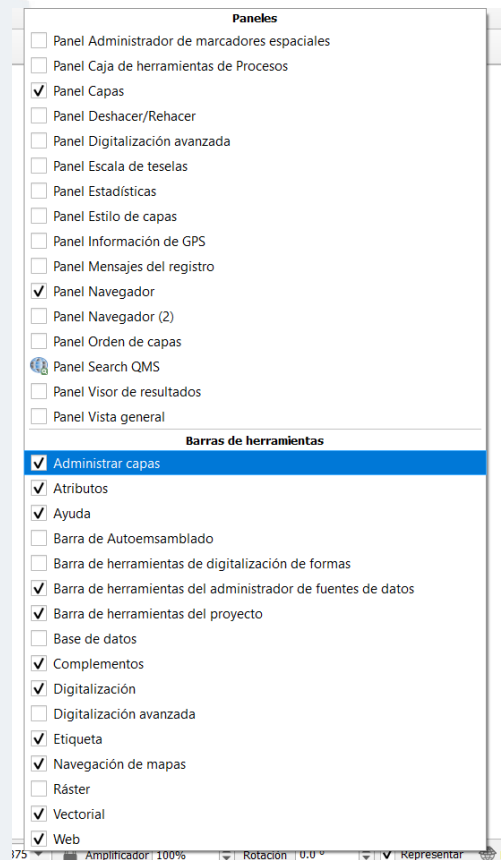 Paneles
Panel Administrador de marcadores espaciales
Panel Caja de herramientas de Procesos
Panel Capas
Panel Deshacer/Rehacer
Panel Digitalización avanzada
Panel Escala de teselas
Panel Estadísticas
Panel Estilo de capas
Panel Información de GPS
Panel Mensajes del registro
Panel Navegador
Panel Navegador (2)
Panel Orden de capas
Panel Search QMS
Panel Visor de resultados
Panel Vista general
Barras de herramientas
Administrar capas
Atributos
Ayuda
Barra de Autoemsamblado
Barra de herramientas de digitalización de formas
Barra de herramientas del administrador de fuentes de datos
Barra de herramientas del proyecto
Base de datos
Complementos
Digitalización
Digitalización avanzada
Etiqueta
Navegación de mapas
Ráster
Vectorial
Web
375 Amplificador 100% Rotación 0.0 ° Representar